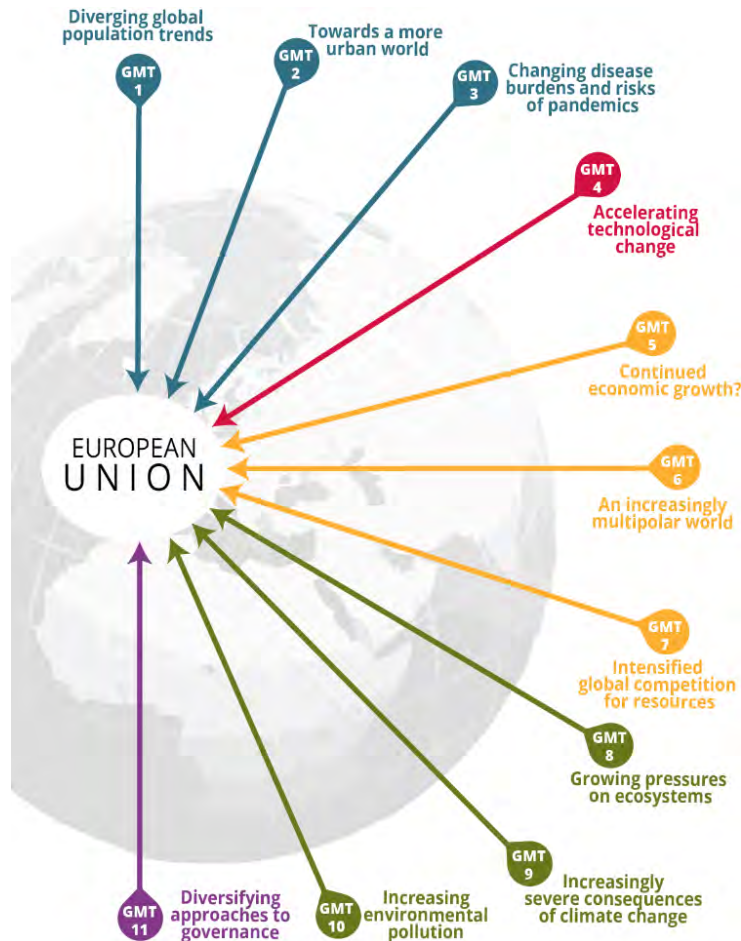 Diverging global
population trends
GMT
1
Towards a more
urban world
GMT
2
Changing disease
burdens and risks
of pandemics
GMT
3
GMT
4
Accelerating
technological
change
GMT
5
Continued
economic growth?
EUROPEAN
UNION
GMT
6
An increasingly
multipolar world
GMT
7
Intensified
global competition
for resources
GMT
8
Growing pressures
on ecosystems
GMT
9
Increasingly
severe consequences
of climate change
GMT
10
Increasing
environmental
pollution
GMT
11
Diversifying
approaches to
governance